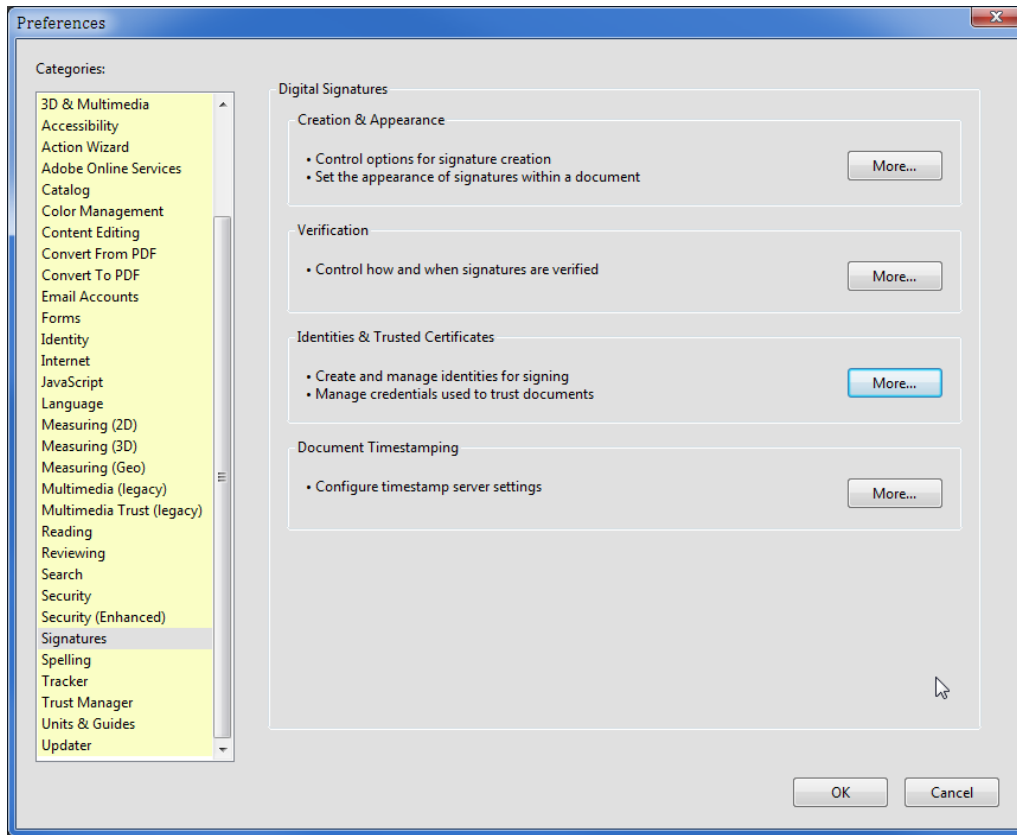 Preferences
Categories:
3D & Multimedia
Accessibility
Action Wizard
Adobe Online Services
Catalog
Color Management
Content Editing
Convert From PDF
Convert To PDF
Email Accounts
Forms
Identity
Internet
JavaScript
Language
Measuring (2D)
Measuring (3D)
Measuring (Geo)
Multimedia (legacy)
Multimedia Trust (legacy)
Reading
Reviewing
Search
Security
Security (Enhanced)
Signatures
Spelling
Tracker
Trust Manager
Units & Guides
Updater
Digital Signatures
Creation & Appearance
• Control options for signature creation
• Set the appearance of signatures within a document
More...
Verification
• Control how and when signatures are verified
More...
Identities & Trusted Certificates
• Create and manage identities for signing
• Manage credentials used to trust documents
More...
Document Timestamping
• Configure timestamp server settings
More...
OK
Cancel